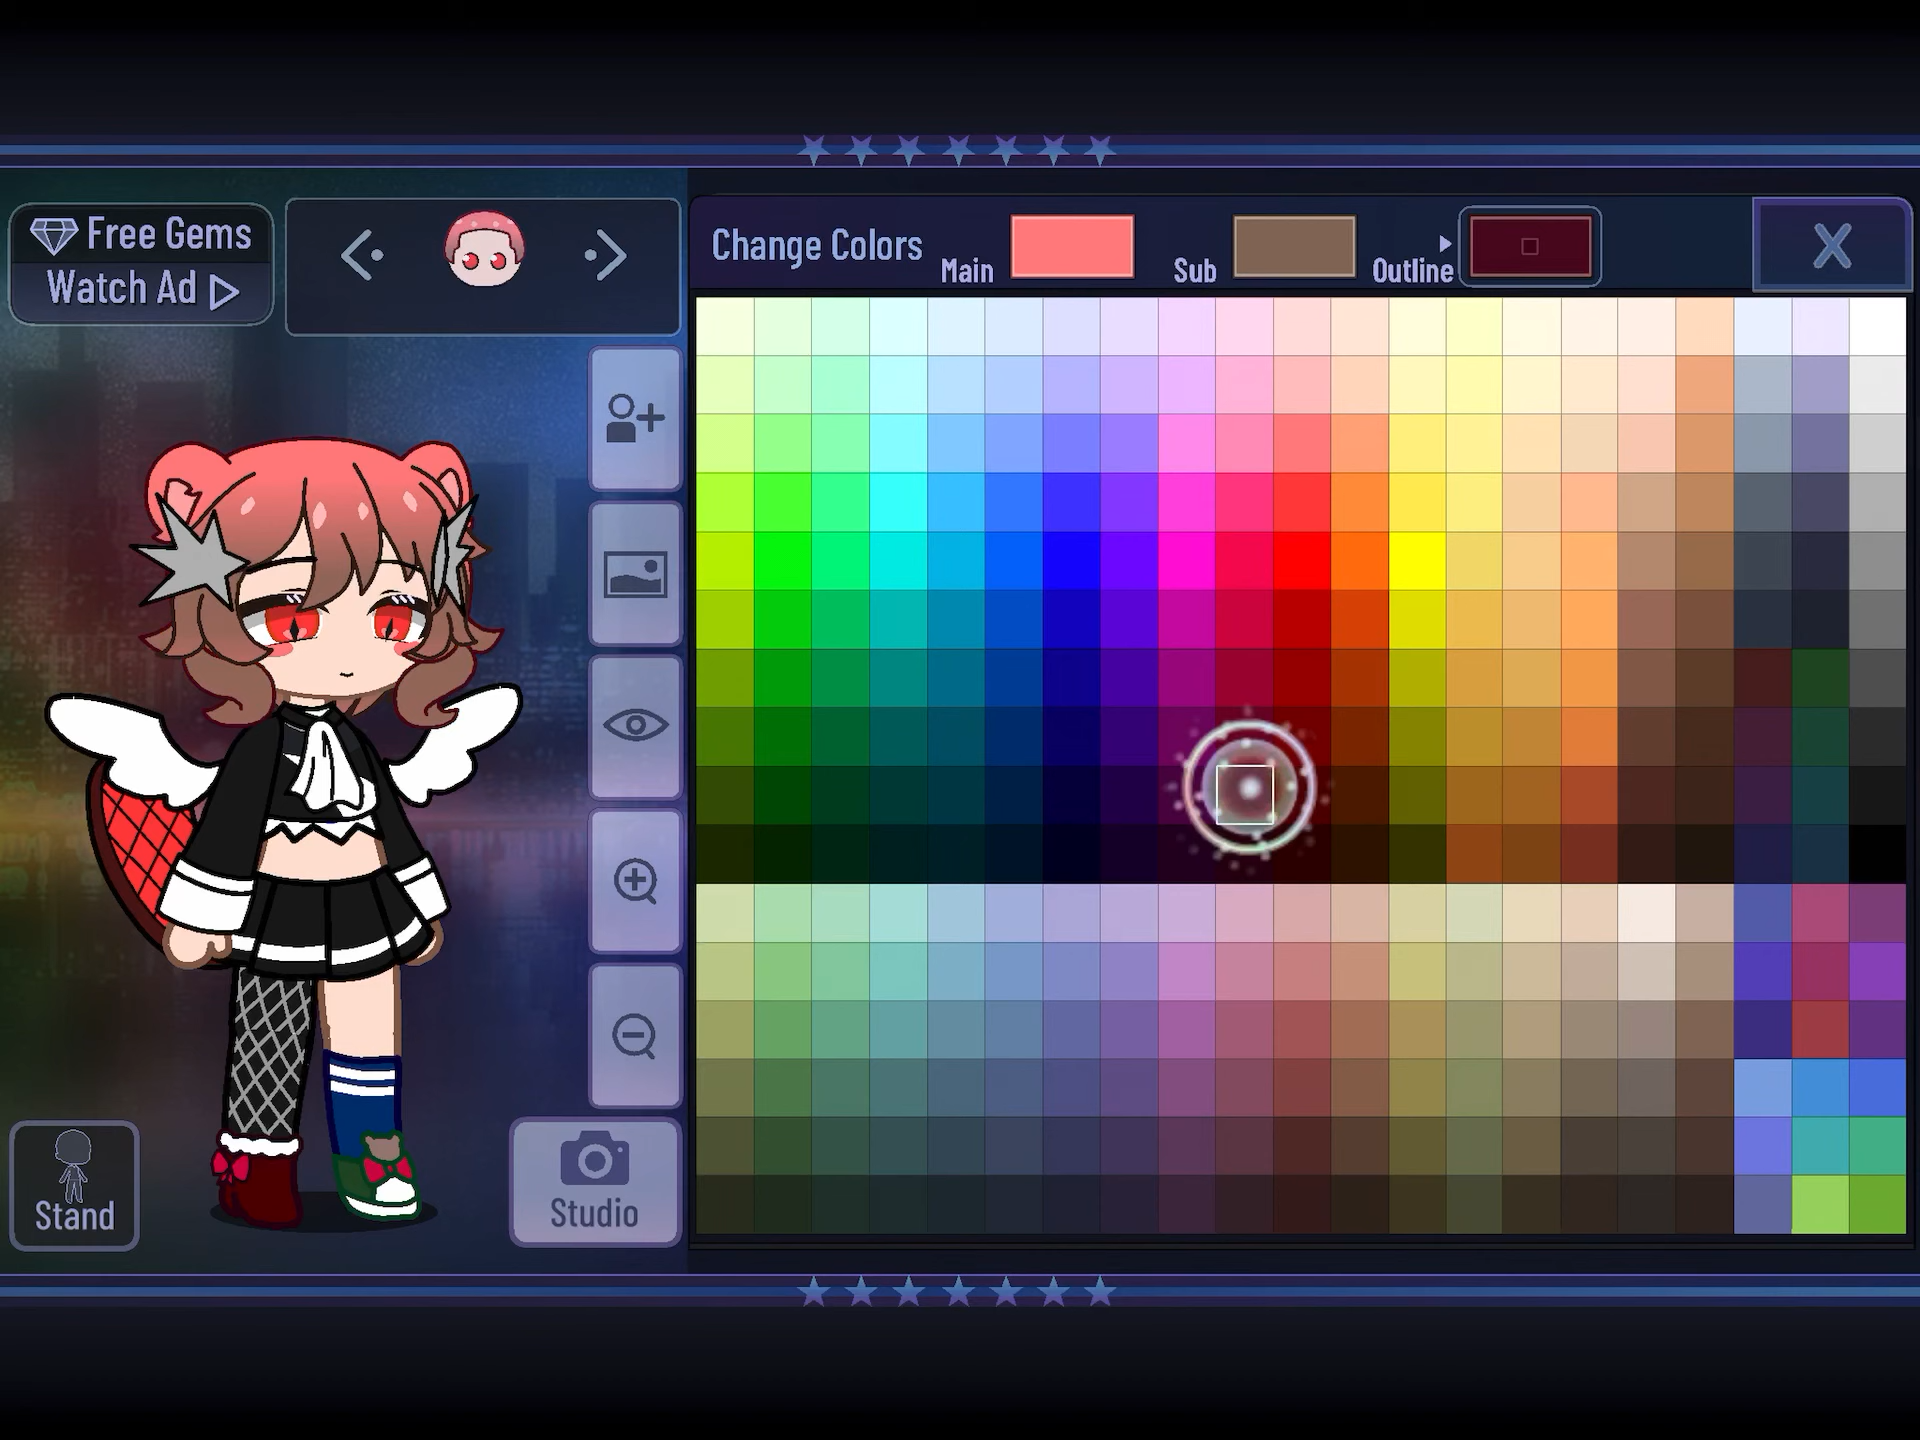 Free Gems
Watch Ad
Change Colors
Main
Sub
Outline
X
Stand
Studio